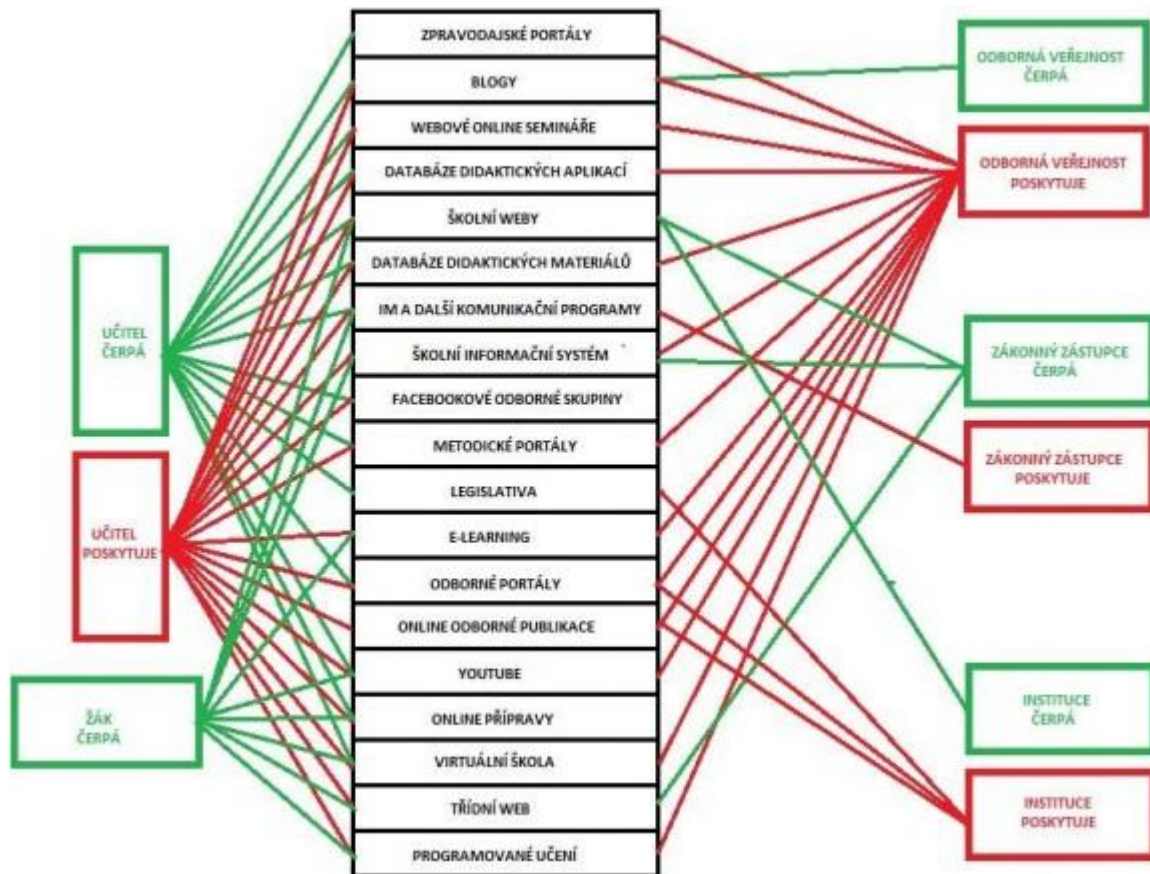 ZPRAVODAJSKÉ PORTÁLY
BLOGY
WEBOVÉ ONLINE SEMINÁŘE
DATABÁZE DIDAKTICKÝCH APLIKACÍ
ŠKOLNÍ WEBY
DATABÁZE DIDAKTICKÝCH MATERIÁLŮ
IM A DALŠÍ KOMUNIKAČNÍ PROGRAMY
ŠKOLNÍ INFORMAČNÍ SYSTÉM
FACEBOOKOVÉ ODBORNÉ SKUPINY
METODICKÉ PORTÁLY
LEGISLATIVA
E-LEARNING
ODBORNÉ PORTÁLY
ONLINE ODBORNÉ PUBLIKACE
YOUTUBE
ONLINE PŘÍPRAVY
VIRTUÁLNÍ ŠKOLA
TŘÍDNÍ WEB
PROGRAMOVANÉ UČENÍ
UČITEL
ČERPÁ
UČITEL
POSKYTUJE
ŽÁK
ČERPÁ
ODBORNÁ VEŘEJNOST
ČERPÁ
ODBORNÁ VEŘEJNOST
POSKYTUJE
ZÁKONNÝ ZÁSTUPCE
ČERPÁ
ZÁKONNÝ ZÁSTUPCE
POSKYTUJE
INSTITUCE
ČERPÁ
INSTITUCE
POSKYTUJE